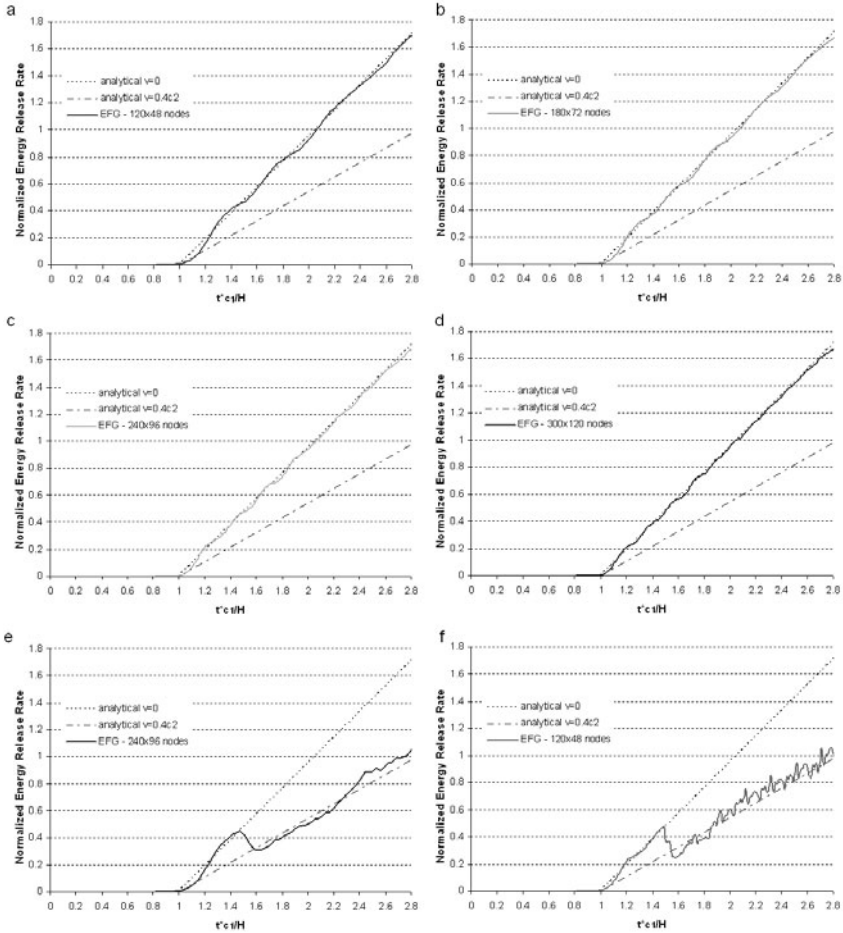 a
Normalized Energy Release Rate
1.8
1.6
1.4
1.2
1
0.8
0.6
0.4
0.2
0
analytical v=0
analytical v=0.4c2
EFG - 120x48 nodes
0 0.2 0.4 0.6 0.8 1 1.2 1.4 1.6 1.8 2 2.2 2.4 2.6 2.8
t*c1/H
b
Normalized Energy Release Rate
1.8
1.6
1.4
1.2
1
0.8
0.6
0.4
0.2
0
analytical v=0
analytical v=0.4c2
EFG - 180x72 nodes
0 0.2 0.4 0.6 0.8 1 1.2 1.4 1.6 1.8 2 2.2 2.4 2.6 2.8
t*c1/H
c
Normalized Energy Release Rate
1.8
1.6
1.4
1.2
1
0.8
0.6
0.4
0.2
0
analytical v=0
analytical v=0.4c2
EFG - 240x96 nodes
0 0.2 0.4 0.6 0.8 1 1.2 1.4 1.6 1.8 2 2.2 2.4 2.6 2.8
t*c1/H
d
Normalized Energy Release Rate
1.8
1.6
1.4
1.2
1
0.8
0.6
0.4
0.2
0
analytical v=0
analytical v=0.4c2
EFG - 300x120 nodes
0 0.2 0.4 0.6 0.8 1 1.2 1.4 1.6 1.8 2 2.2 2.4 2.6 2.8
t*c1/H
e
Normalized Energy Release Rate
1.8
1.6
1.4
1.2
1
0.8
0.6
0.4
0.2
0
analytical v=0
analytical v=0.4c2
EFG - 240x96 nodes
0 0.2 0.4 0.6 0.8 1 1.2 1.4 1.6 1.8 2 2.2 2.4 2.6 2.8
t*c1/H
f
Normalized Energy Release Rate
1.8
1.6
1.4
1.2
1
0.8
0.6
0.4
0.2
0
analytical v=0
analytical v=0.4c2
EFG - 120x48 nodes
0 0.2 0.4 0.6 0.8 1 1.2 1.4 1.6 1.8 2 2.2 2.4 2.6 2.8
t*c1/H